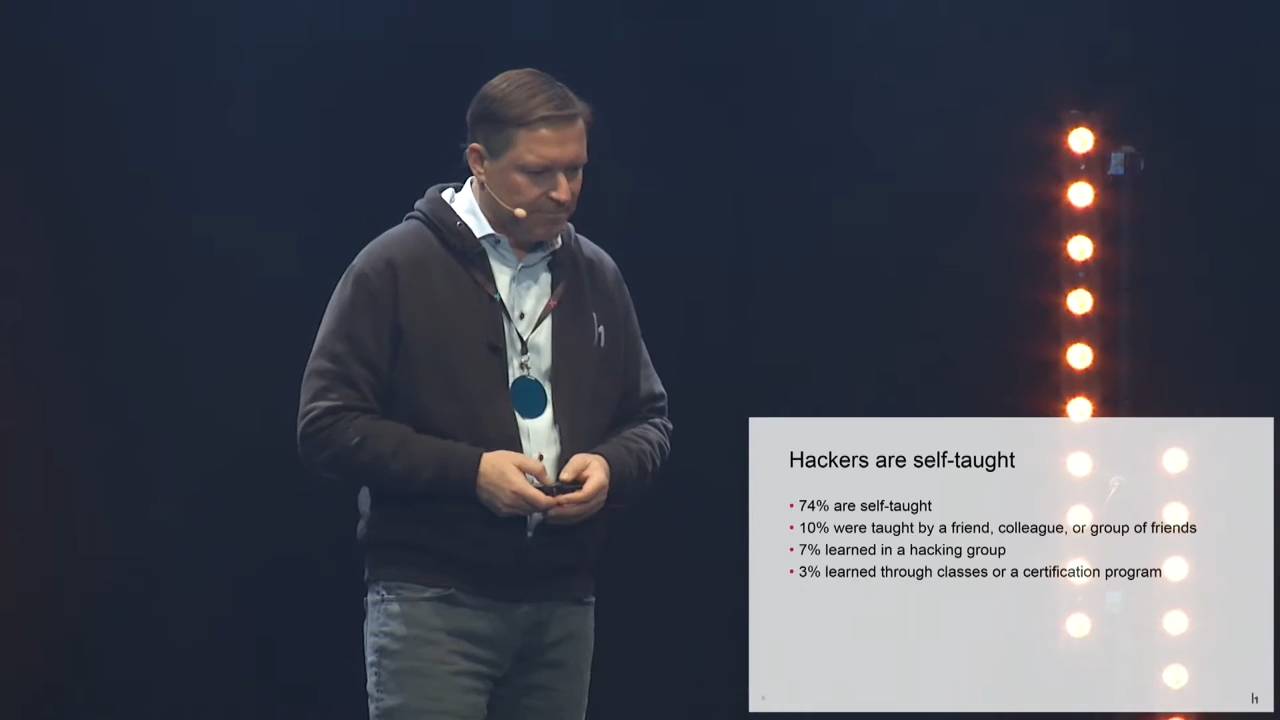 Hackers are self-taught
• 74% are self-taught
• 10% were taught by a friend, colleague, or group of friends
• 7% learned in a hacking group
• 3% learned through classes or a certification program
h
h1